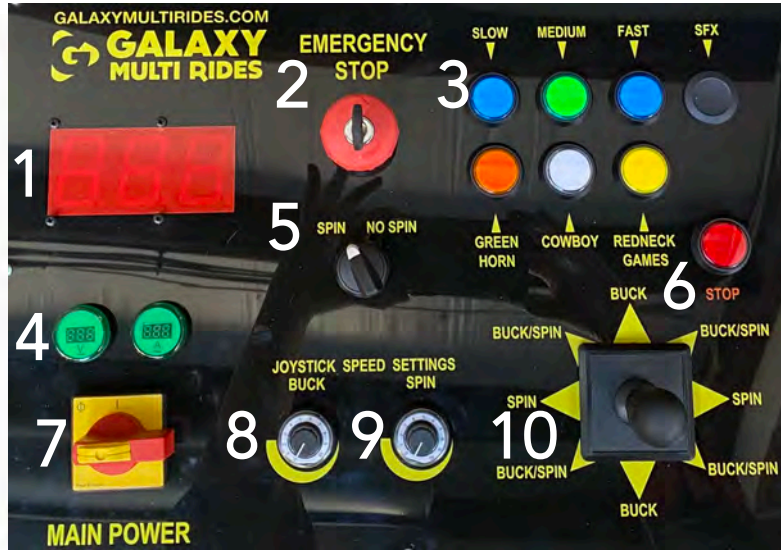 GALAXYMULTIRIDES.COM
GALAXY
MULTI RIDES
EMERGENCY
STOP
SLOW
MEDIUM
FAST
SFX
1
2
3
SPIN
NO SPIN
5
GREEN
HORN
COWBOY
REDNECK
GAMES
6
STOP
4
V
A
BUCK
BUCK/SPIN
BUCK/SPIN
JOYSTICK SPEED SETTINGS
BUCK
SPIN
SPIN
SPIN
7
8
9
10
BUCK/SPIN
BUCK/SPIN
BUCK
MAIN POWER